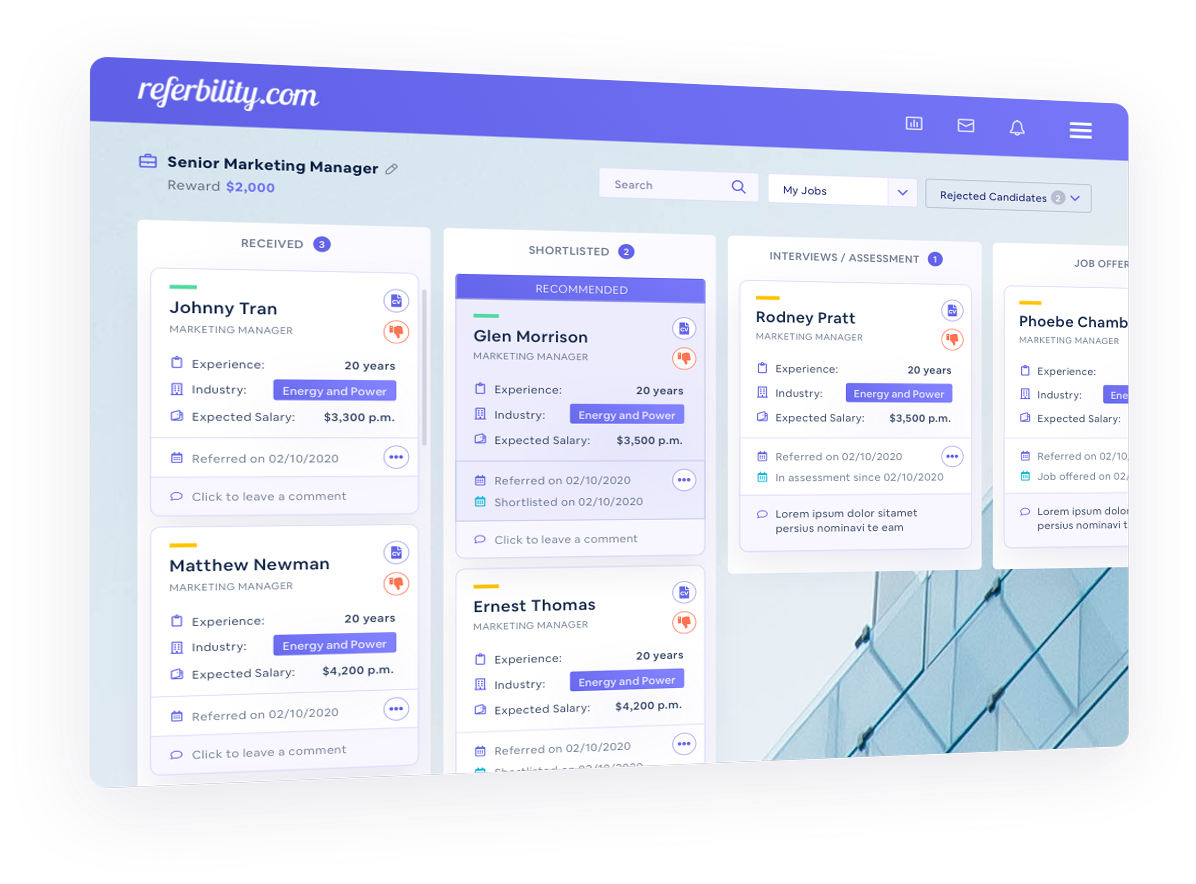 referbility.com
Senior Marketing Manager
Reward $2,000
Search
My Jobs
Rejected Candidates 2
RECEIVED 3
Johnny Tran
MARKETING MANAGER
CV
Experience: 20 years
Industry: Energy and Power
Expected Salary: $3,300 p.m.
Referred on 02/10/2020
Click to leave a comment
Matthew Newman
MARKETING MANAGER
CV
Experience: 20 years
Industry: Energy and Power
Expected Salary: $4,200 p.m.
Referred on 02/10/2020
Click to leave a comment
SHORTLISTED 2
RECOMMENDED
Glen Morrison
MARKETING MANAGER
CV
Experience: 20 years
Industry: Energy and Power
Expected Salary: $3,500 p.m.
Referred on 02/10/2020
Shortlisted on 02/10/2020
Click to leave a comment
Ernest Thomas
MARKETING MANAGER
CV
Experience: 20 years
Industry: Energy and Power
Expected Salary: $4,200 p.m.
Referred on 02/10/2020
Shortlisted on 02/10/2020
INTERVIEWS / ASSESSMENT 1
Rodney Pratt
MARKETING MANAGER
CV
Experience: 20 years
Industry: Energy and Power
Expected Salary: $3,500 p.m.
Referred on 02/10/2020
In assessment since 02/10/2020
Lorem ipsum dolor sitamet
persius nominavi te eam
JOB OFFER
Phoebe Chamb
MARKETING MANAGER
Experience:
Industry: Ene
Expected Salary:
Referred on 02/10/2020
Job offered on 02/
Lorem ipsum dolor
persius nominavi t